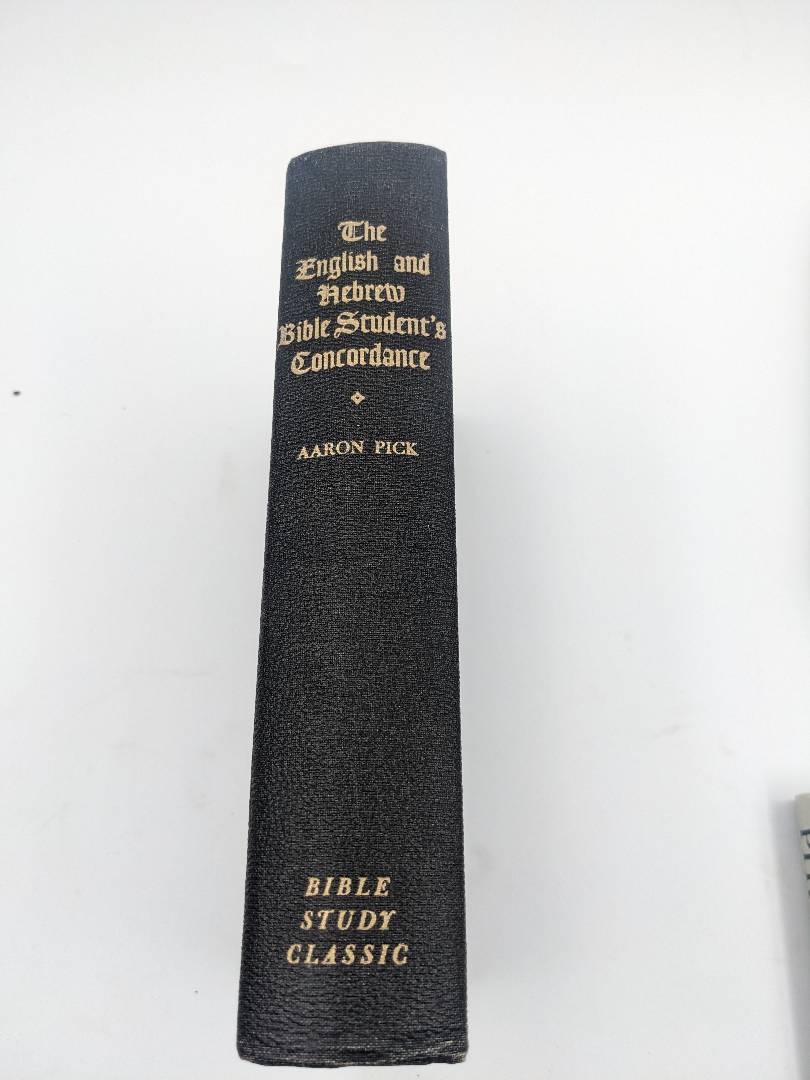 The
English and
Hebrew
Bible Student's
Concordance
AARON PICK
BIBLE
STUDY
CLASSIC